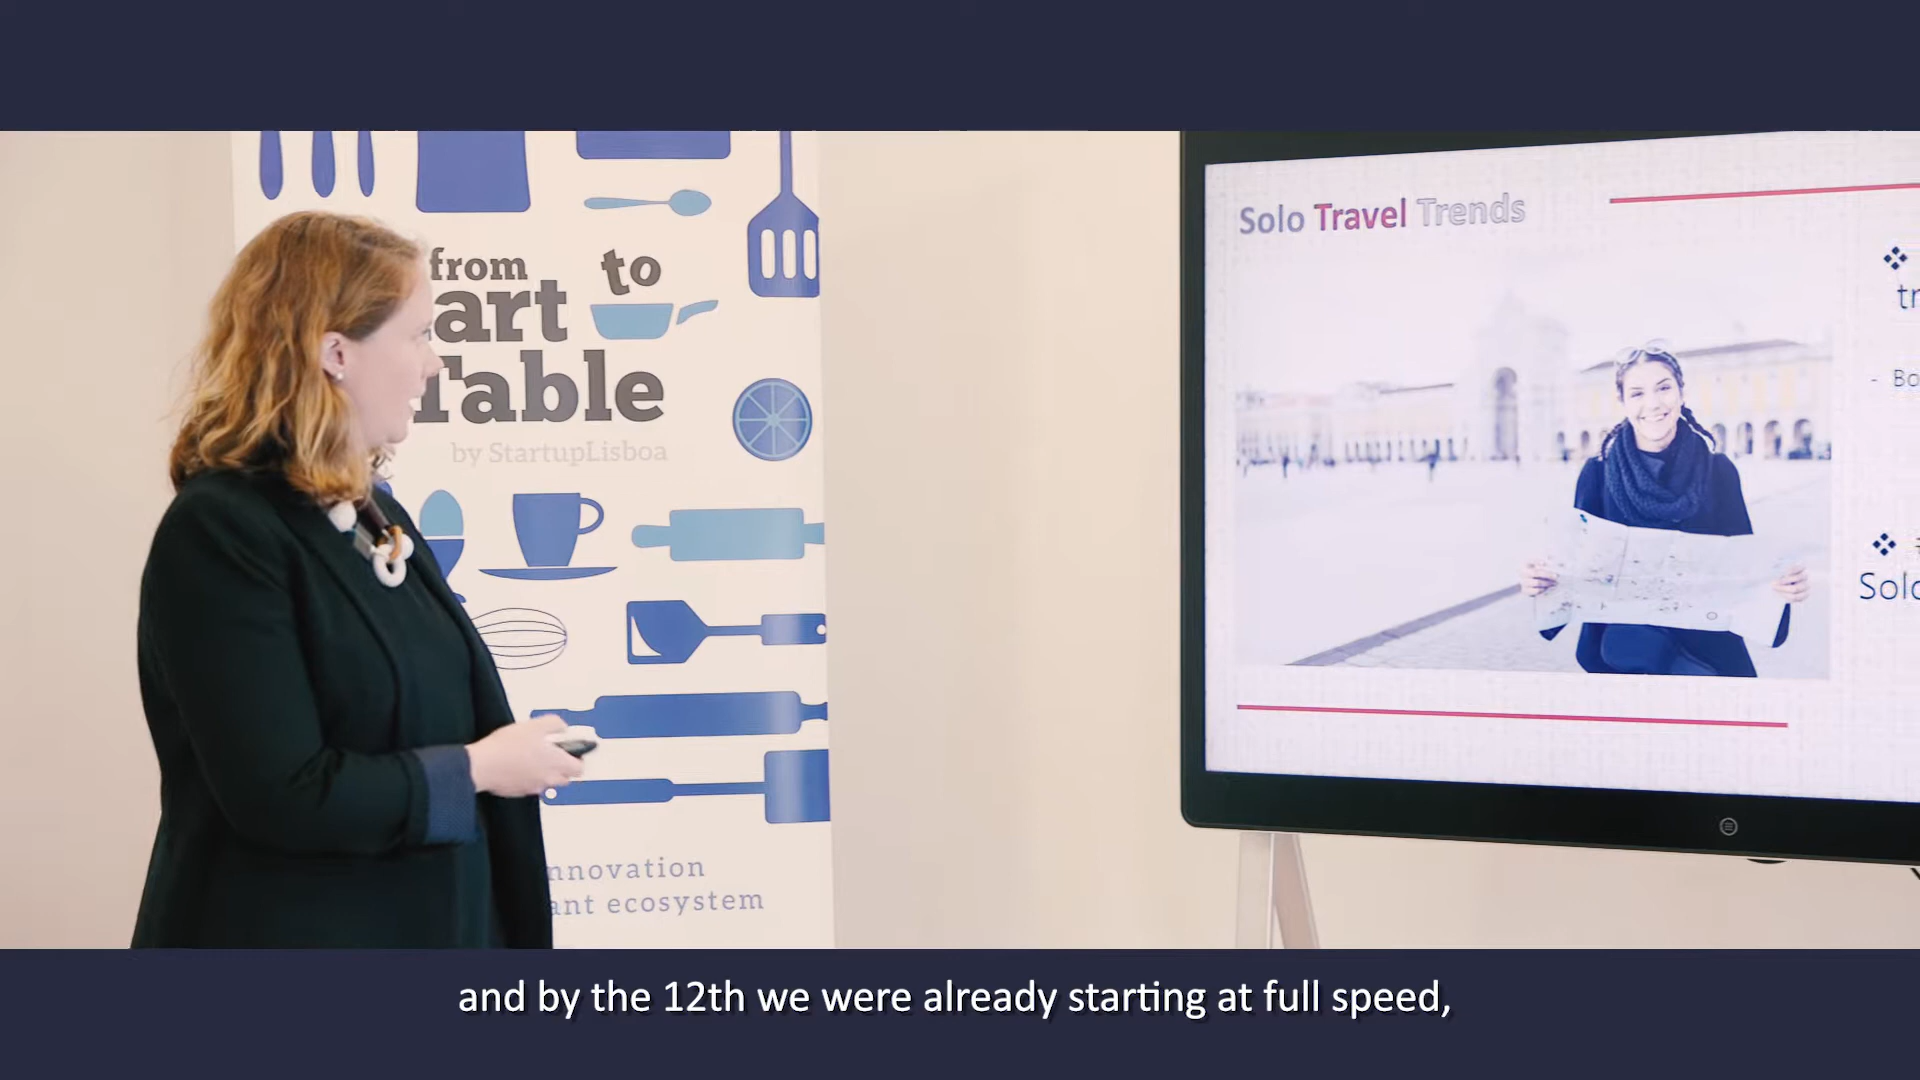 from
to
art
Table
by StartupLisboa
nnovation
ant ecosystem
Solo Travel Trends
tr
- Bo
Solo
and by the 12th we were already starting at full speed,